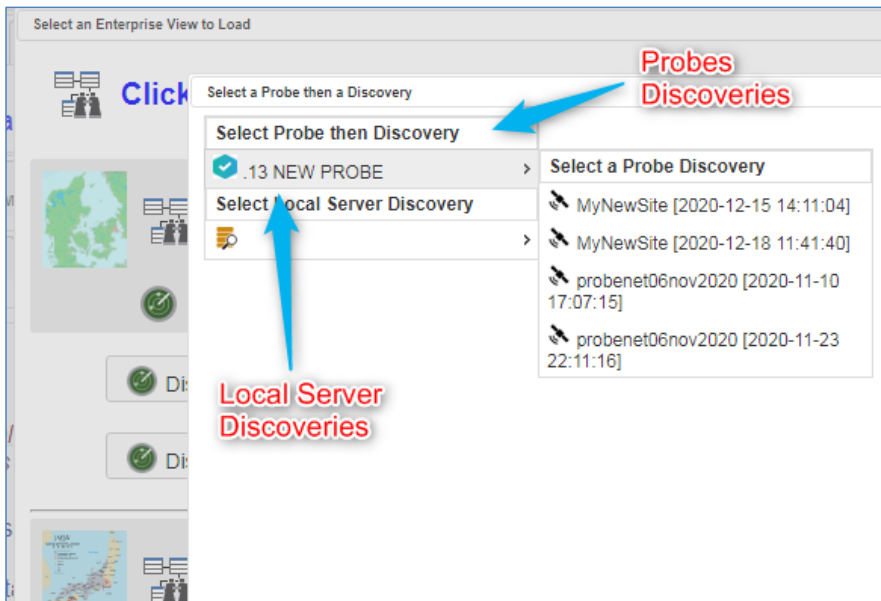 Select an Enterprise View to Load
Click
Select a Probe then a Discovery
Probes
Discoveries
Select Probe then Discovery
.13 NEW PROBE
Select Local Server Discovery
Select a Probe Discovery
MyNewSite [2020-12-15 14:11:04]
MyNewSite [2020-12-18 11:41:40]
probenet06nov2020 [2020-11-10
17:07:15]
probenet06nov2020 [2020-11-23
22:11:16]
Local Server
Discoveries
Dis
Dis